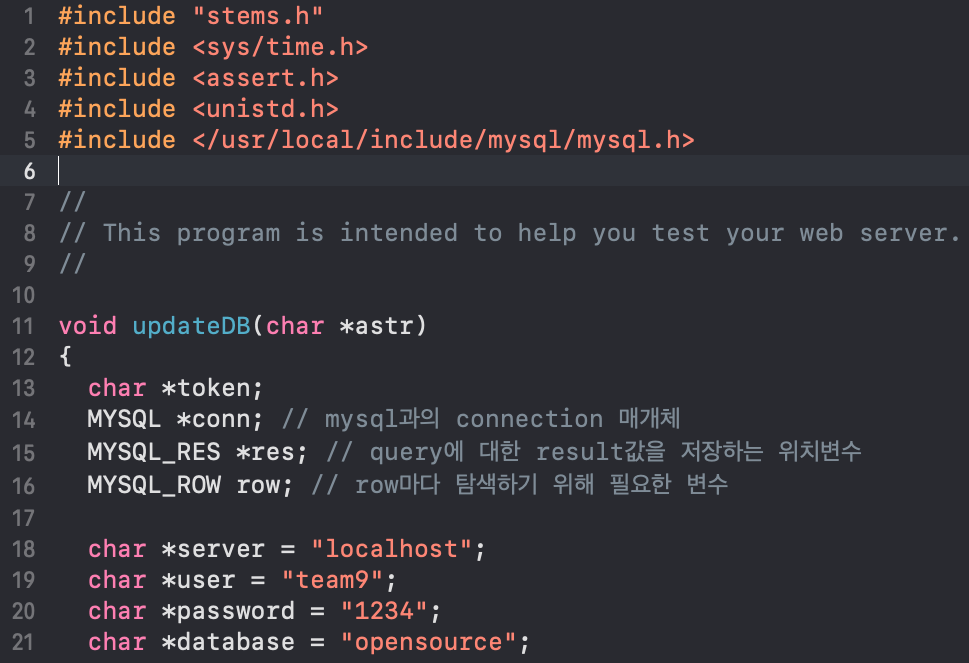 1 #include "stems.h"
2 #include <sys/time.h>
3 #include <assert.h>
4 #include <unistd.h>
5 #include </usr/local/include/mysql/mysql.h>
6
7 //
8 // This program is intended to help you test your web server.
9 //
10
11 void updateDB(char *astr)
12 {
13 char *token;
14 MYSQL *conn; // mysql과의 connection 매개체
15 MYSQL_RES *res; // query에 대한 result값을 저장하는 위치변수
16 MYSQL_ROW row; // row마다 탐색하기 위해 필요한 변수
17
18 char *server = "localhost";
19 char *user = "team9";
20 char *password = "1234";
21 char *database = "opensource";